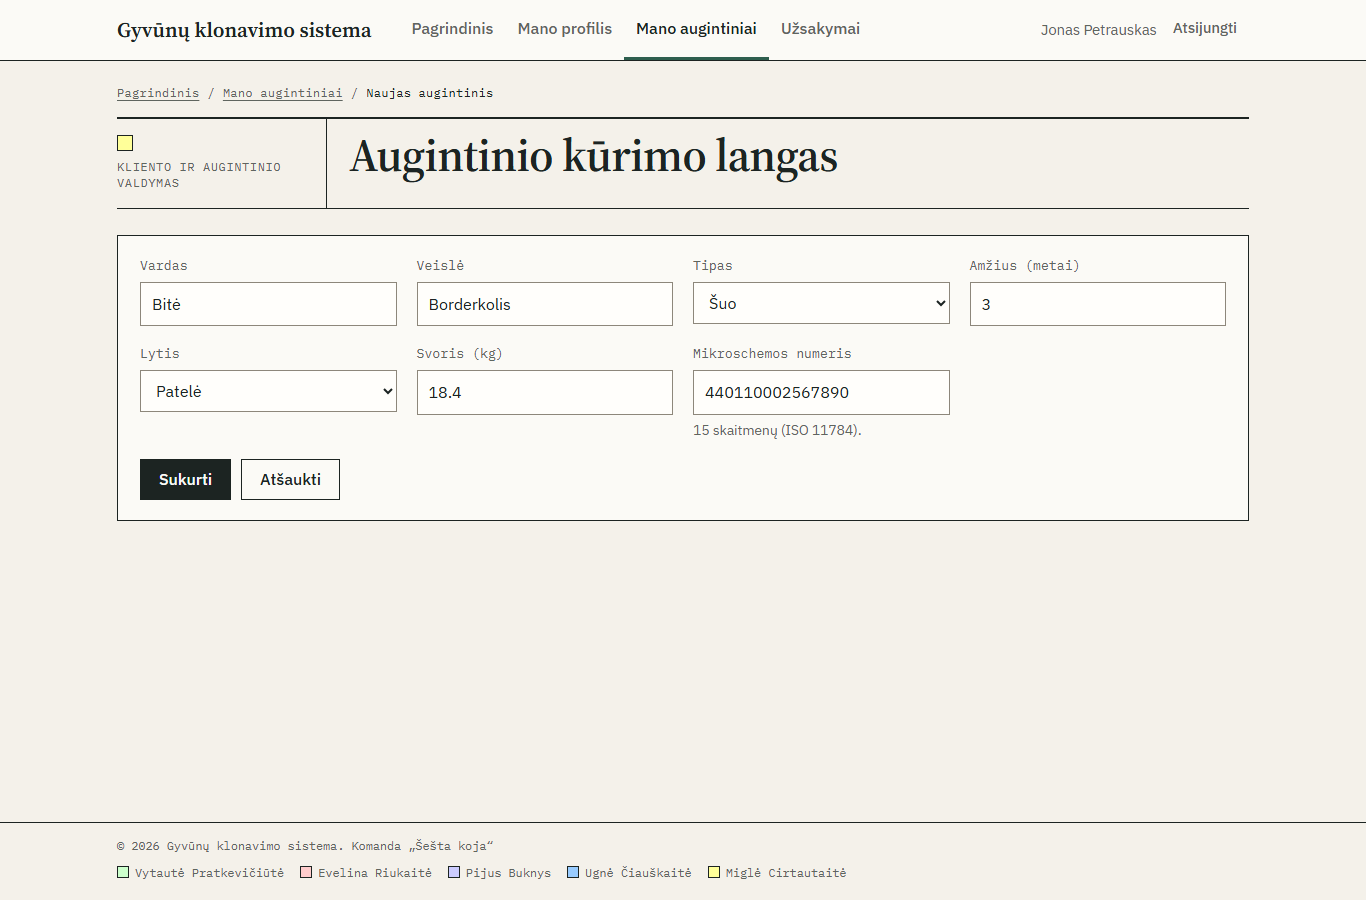 Gyvūnų klonavimo sistema Pagrindinis Mano profilis Mano augintiniai Užsakymai Jonas Petrauskas Atsijungti
Pagrindinis / Mano augintiniai / Naujas augintinis
KLIENTO IR AUGINTINIO
VALDYMAS
Augintinio kūrimo langas
Vardas Veislė Tipas Amžius (metai)
Bitė Borderkolis Šuo 3
Lytis Svoris (kg) Mikroschemos numeris
Patelė 18.4 440110002567890
15 skaitmenų (ISO 11784).
Sukurti Atšaukti
© 2026 Gyvūnų klonavimo sistema. Komanda „Šešta koja“
Vytautė Pratkevičiūtė Evelina Riukaitė Pijus Buknys Ugnė Čiauškaitė Miglė Cirtautaitė